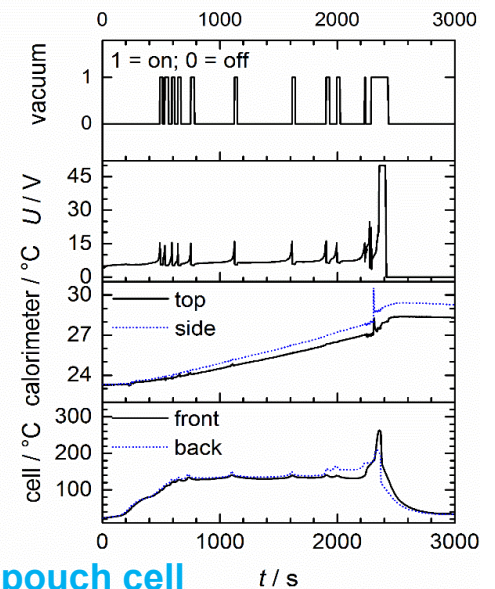 0 1000 2000 3000
1 = on; 0 = off
vacuum
1
0
U / V
45
30
15
0
calorimeter / °C
30
27
24
top
side
cell / °C
300
200
100
front
back
0 1000 2000 3000
pouch cell
t / s